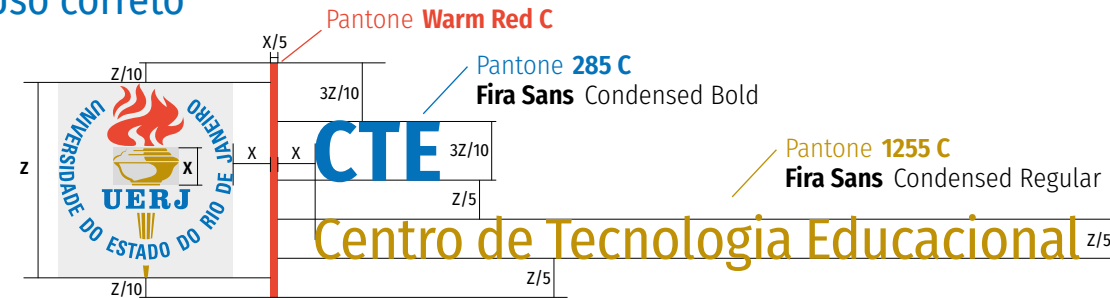 uso correto
Pantone Warm Red C
X/5
Z/10
Pantone 285 C
Fira Sans Condensed Bold
3Z/10
UNIVERSIDADE DO ESTADO DO RIO DE JANEIRO
UERJ
Z
X
X
X
CTE
3Z/10
Pantone 1255 C
Fira Sans Condensed Regular
Z/5
Centro de Tecnologia Educacional
Z/5
Z/5
Z/10